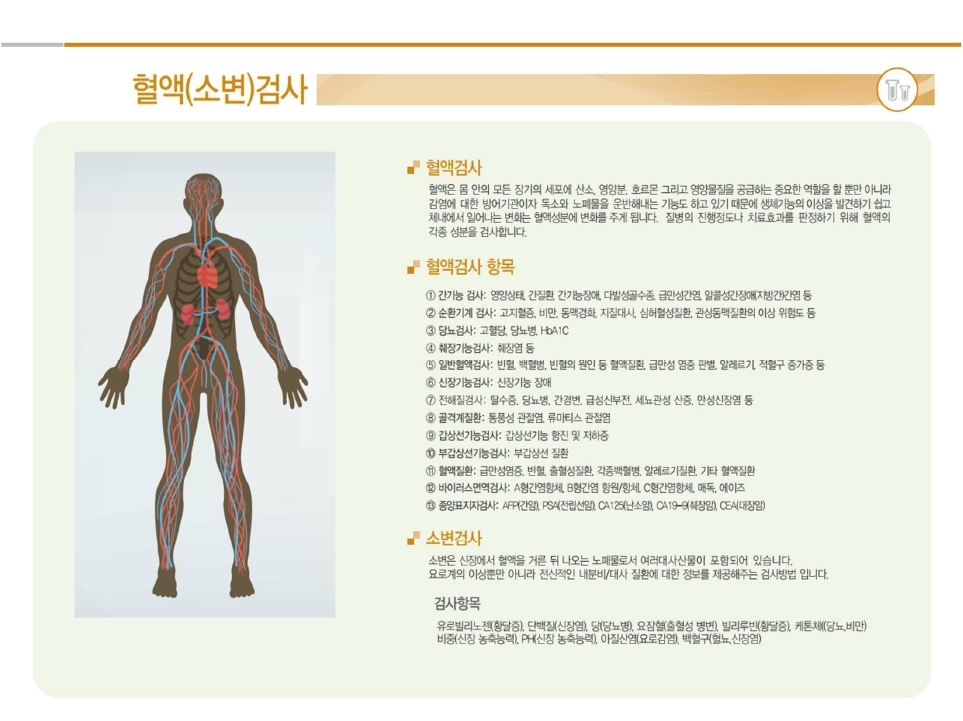 혈액(소변)검사
혈액검사
혈액은 몸 안의 모든 장기의 세포에 산소, 영양분, 호르몬 그리고 영양물질을 공급하는 중요한 역할을 할 뿐만 아니라
감염에 대한 방어기관이자 독소와 노폐물을 운반해내는 기능도 하고 있기 때문에 생체기능의 이상을 발견하기 쉽고
체내에서 일어나는 변화는 혈액성분에 변화를 주게 됩니다. 질병의 진행정도나 치료효과를 판정하기 위해 혈액의
각종 성분을 검사합니다.
혈액검사 항목
① 간기능 검사: 영양상태, 간질환, 간기능장애, 다발성골수종, 급만성간염, 알콜성간장애(지방간)간염 등
② 순환기계 검사: 고지혈증, 비만, 동맥경화, 지질대사, 심허혈성질환, 관상동맥질환의 이상 위험도 등
③ 당뇨검사: 고혈당, 당뇨병, HbA1C
④ 췌장기능검사: 췌장염 등
⑤ 일반혈액검사: 빈혈, 백혈병, 빈혈의 원인 등 혈액질환, 급만성 염증 판별, 알레르기, 적혈구 증가증 등
⑥ 신장기능검사: 신장기능 장애
⑦ 전해질검사: 탈수증, 당뇨병, 간경변, 급성신부전, 세뇨관성 산증, 만성신장염 등
⑧ 골격계질환: 통풍성 관절염, 류마티스 관절염
⑨ 갑상선기능검사: 갑상선기능 항진 및 저하증
⑩ 부갑상선기능검사: 부갑상선 질환
⑪ 혈액질환: 급만성염증, 빈혈, 출혈성질환, 각종백혈병, 알레르기질환, 기타 혈액질환
⑫ 바이러스면역검사: A형간염항체, B형간염 항원/항체, C형간염항체, 매독, 에이즈
⑬ 종양표지자검사: AFP(간암), PSA(전립선암), CA125(난소암), CA19-9(췌장암), CEA(대장암)
소변검사
소변은 신장에서 혈액을 거른 뒤 나오는 노폐물로서 여러대사산물이 포함되어 있습니다.
요로계의 이상뿐만 아니라 전신적인 내분비/대사 질환에 대한 정보를 제공해주는 검사방법 입니다.
검사항목
유로빌리노젠(황달증), 단백질(신장염), 당(당뇨병), 요잠혈(출혈성 병변), 빌리루빈(황달증), 케톤체(당뇨,비만)
비중(신장 농축능력), PH(신장 농축능력), 아질산염(요로감염), 백혈구(혈뇨,신장염)